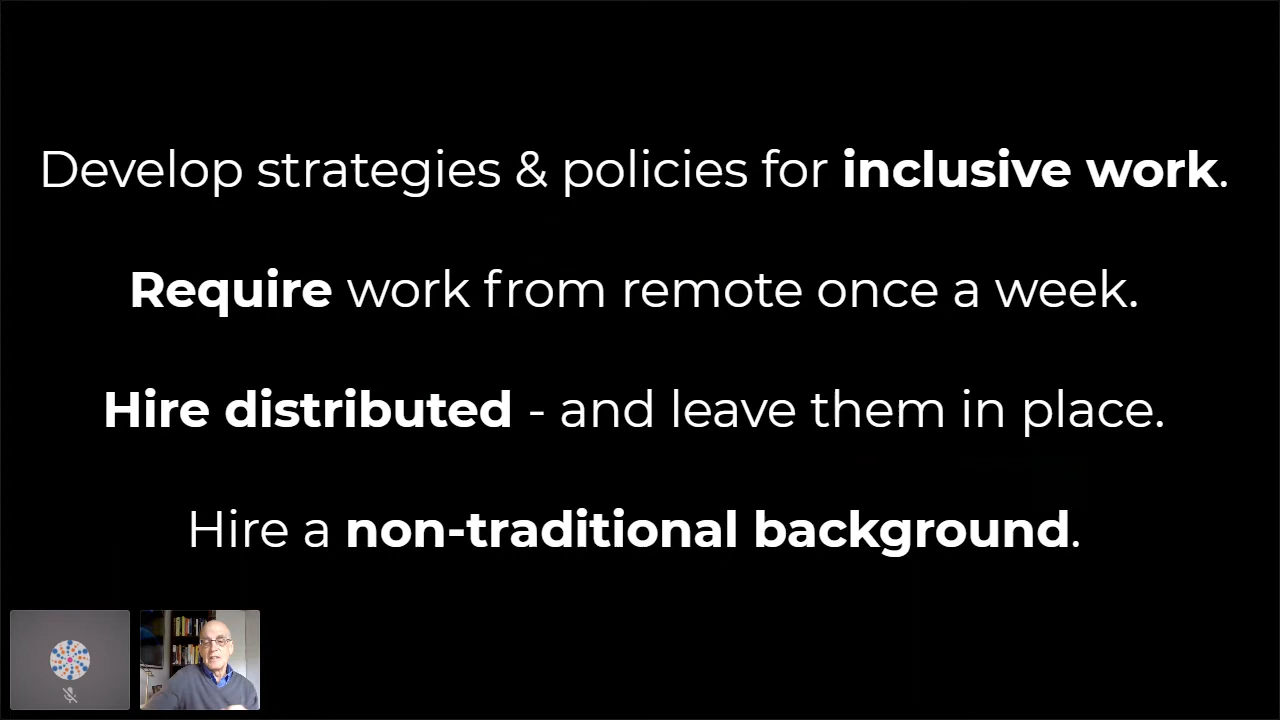 Develop strategies & policies for inclusive work.
Require work from remote once a week.
Hire distributed - and leave them in place.
Hire a non-traditional background.